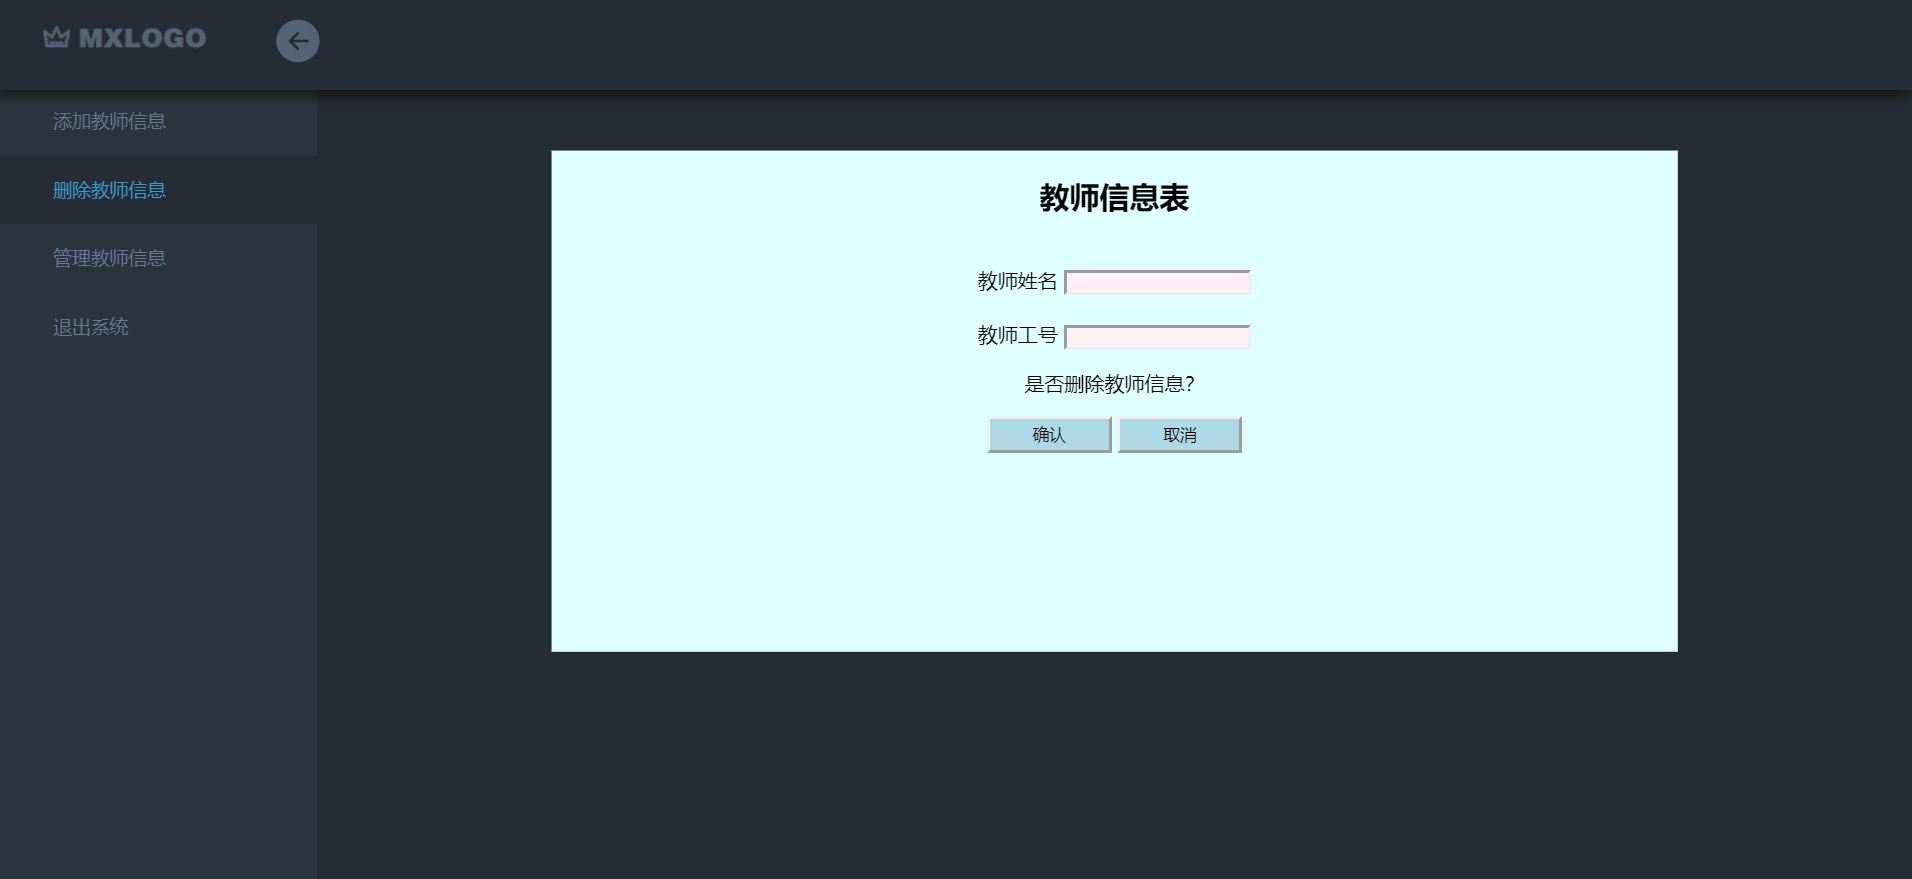 MXLOGO
添加教师信息
删除教师信息
管理教师信息
退出系统
教师信息表
教师姓名
教师工号
是否删除教师信息?
确认 取消